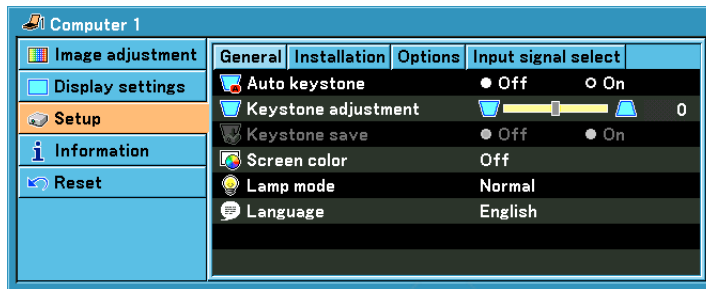 Computer 1
Image adjustment
Display settings
Setup
Information
Reset
General Installation Options Input signal select
Auto keystone Off On
Keystone adjustment 0
Keystone save Off On
Screen color Off
Lamp mode Normal
Language English